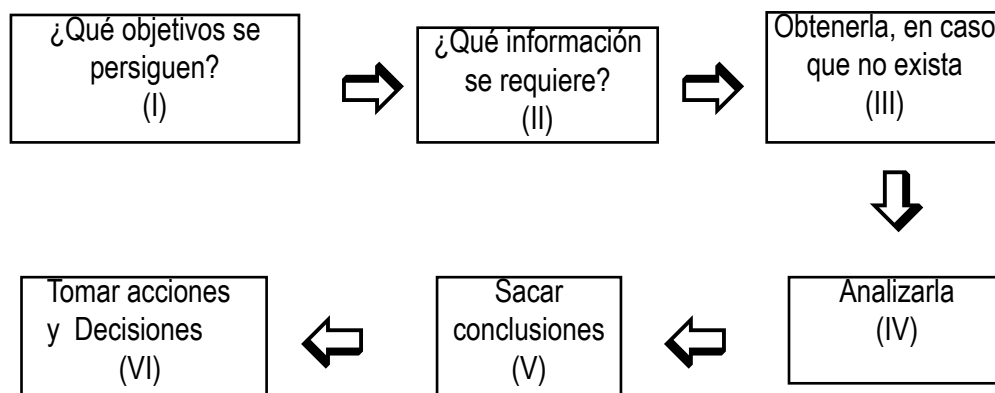 ¿Qué objetivos se
persiguen?
(I)
¿Qué información
se requiere?
(II)
Obtenerla, en caso
que no exista
(III)
Analizarla
(IV)
Sacar
conclusiones
(V)
Tomar acciones
y Decisiones
(VI)